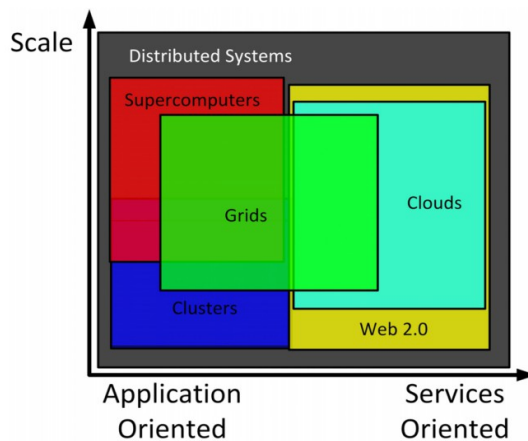 Scale
Distributed Systems
Supercomputers
Grids
Clouds
Clusters
Web 2.0
Application
Oriented
Services
Oriented